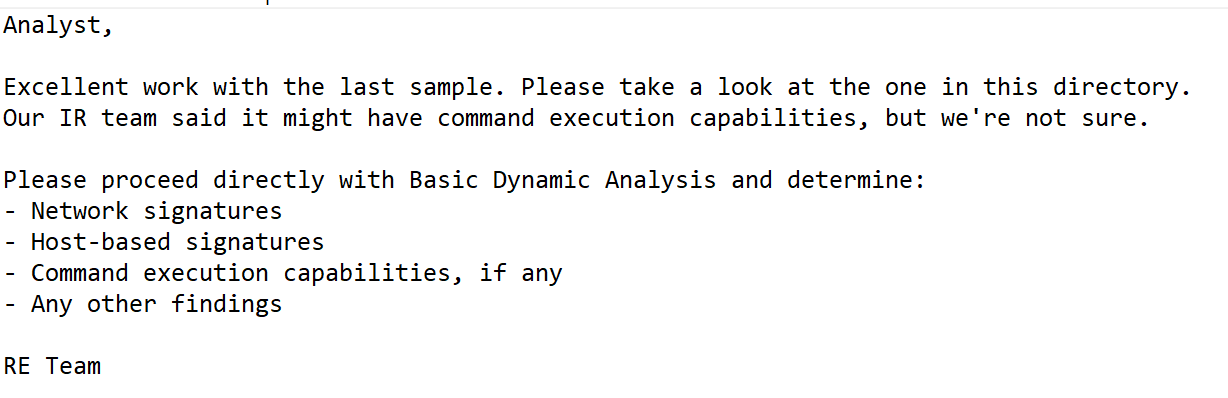 Analyst,
Excellent work with the last sample. Please take a look at the one in this directory.
Our IR team said it might have command execution capabilities, but we're not sure.
Please proceed directly with Basic Dynamic Analysis and determine:
- Network signatures
- Host-based signatures
- Command execution capabilities, if any
- Any other findings
RE Team